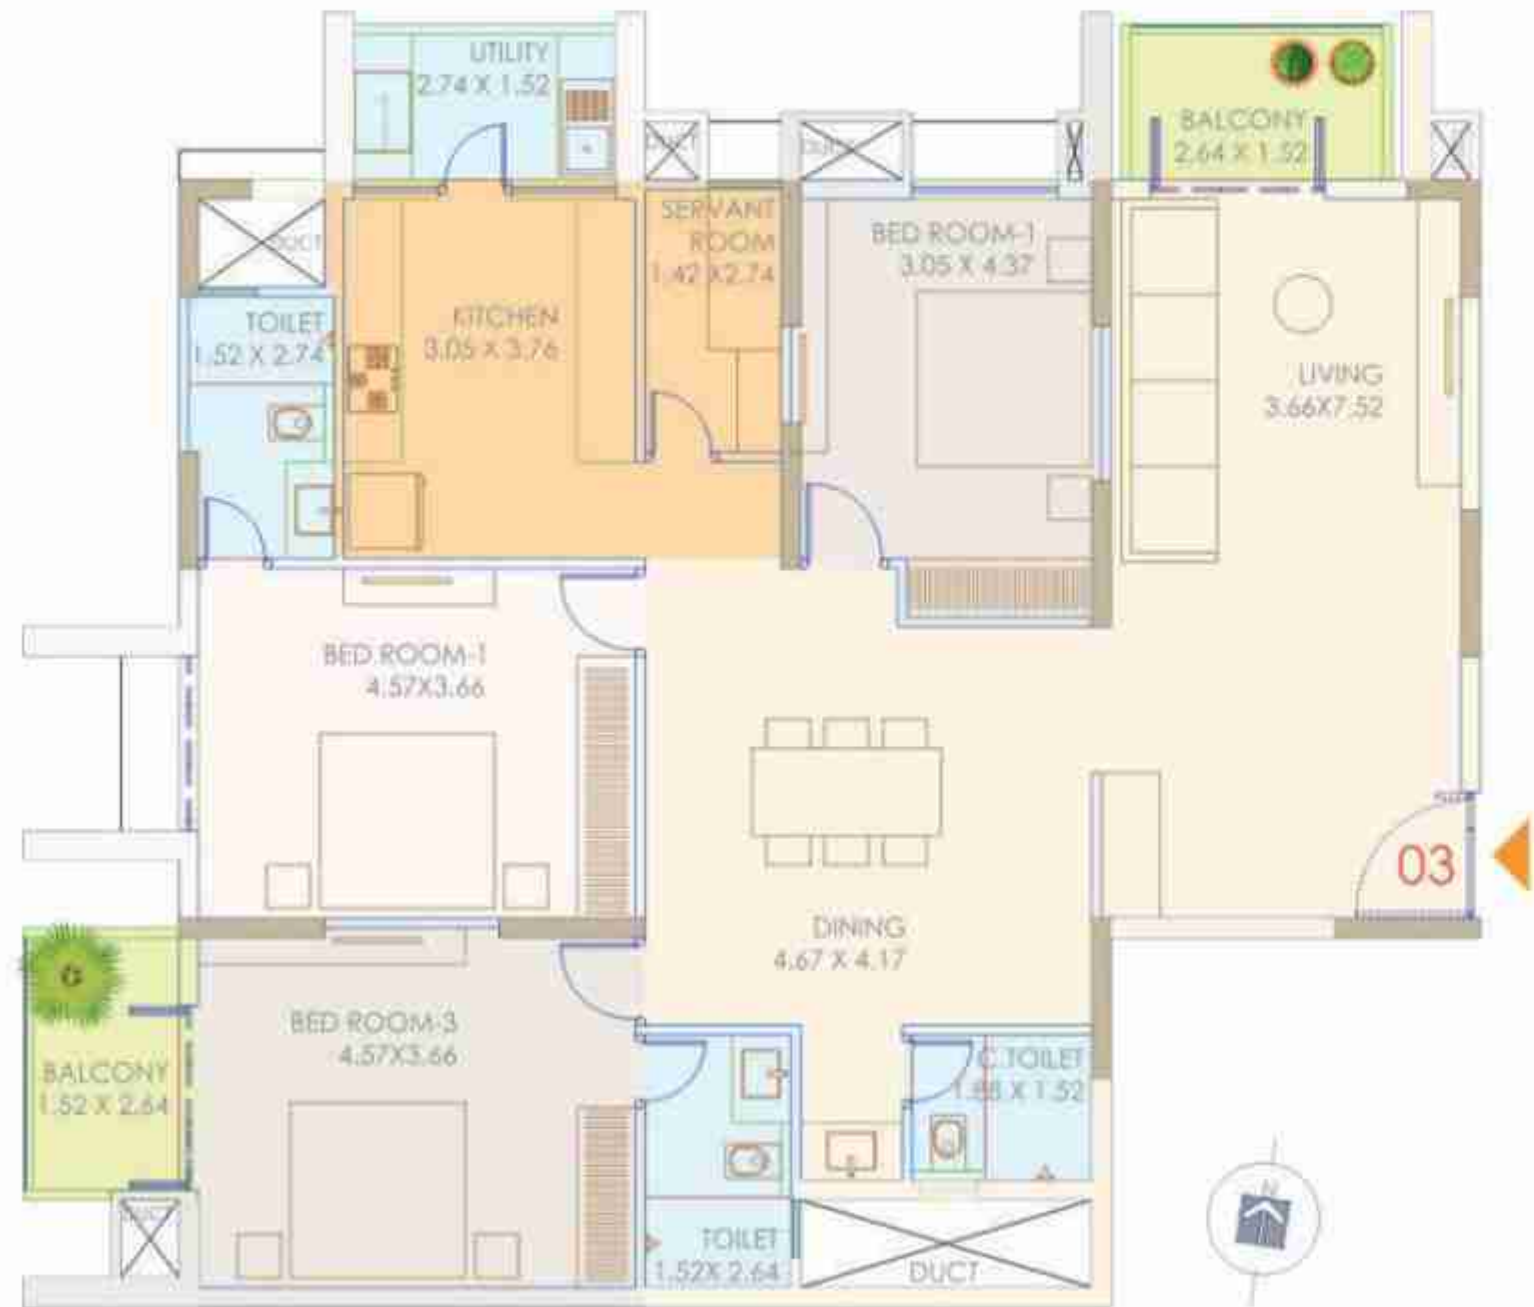 UTILITY
2.74 X 1.52
BALCONY
2.64 X 1.52
DUCT
SERVANT
ROOM
1.42 X2.74
BED ROOM-1
3.05 X 4.37
DUCT
TOILET
1.52 X 2.74
KITCHEN
3.05 X 3.76
LIVING
3.66X7.52
BED ROOM-1
4.57X3.66
03
DINING
4.67 X 4.17
BED ROOM-3
4.57X3.66
BALCONY
1.52 X 2.64
C.TOILET
X 1.52
TOILET
1.52X 2.64
DUCT
N